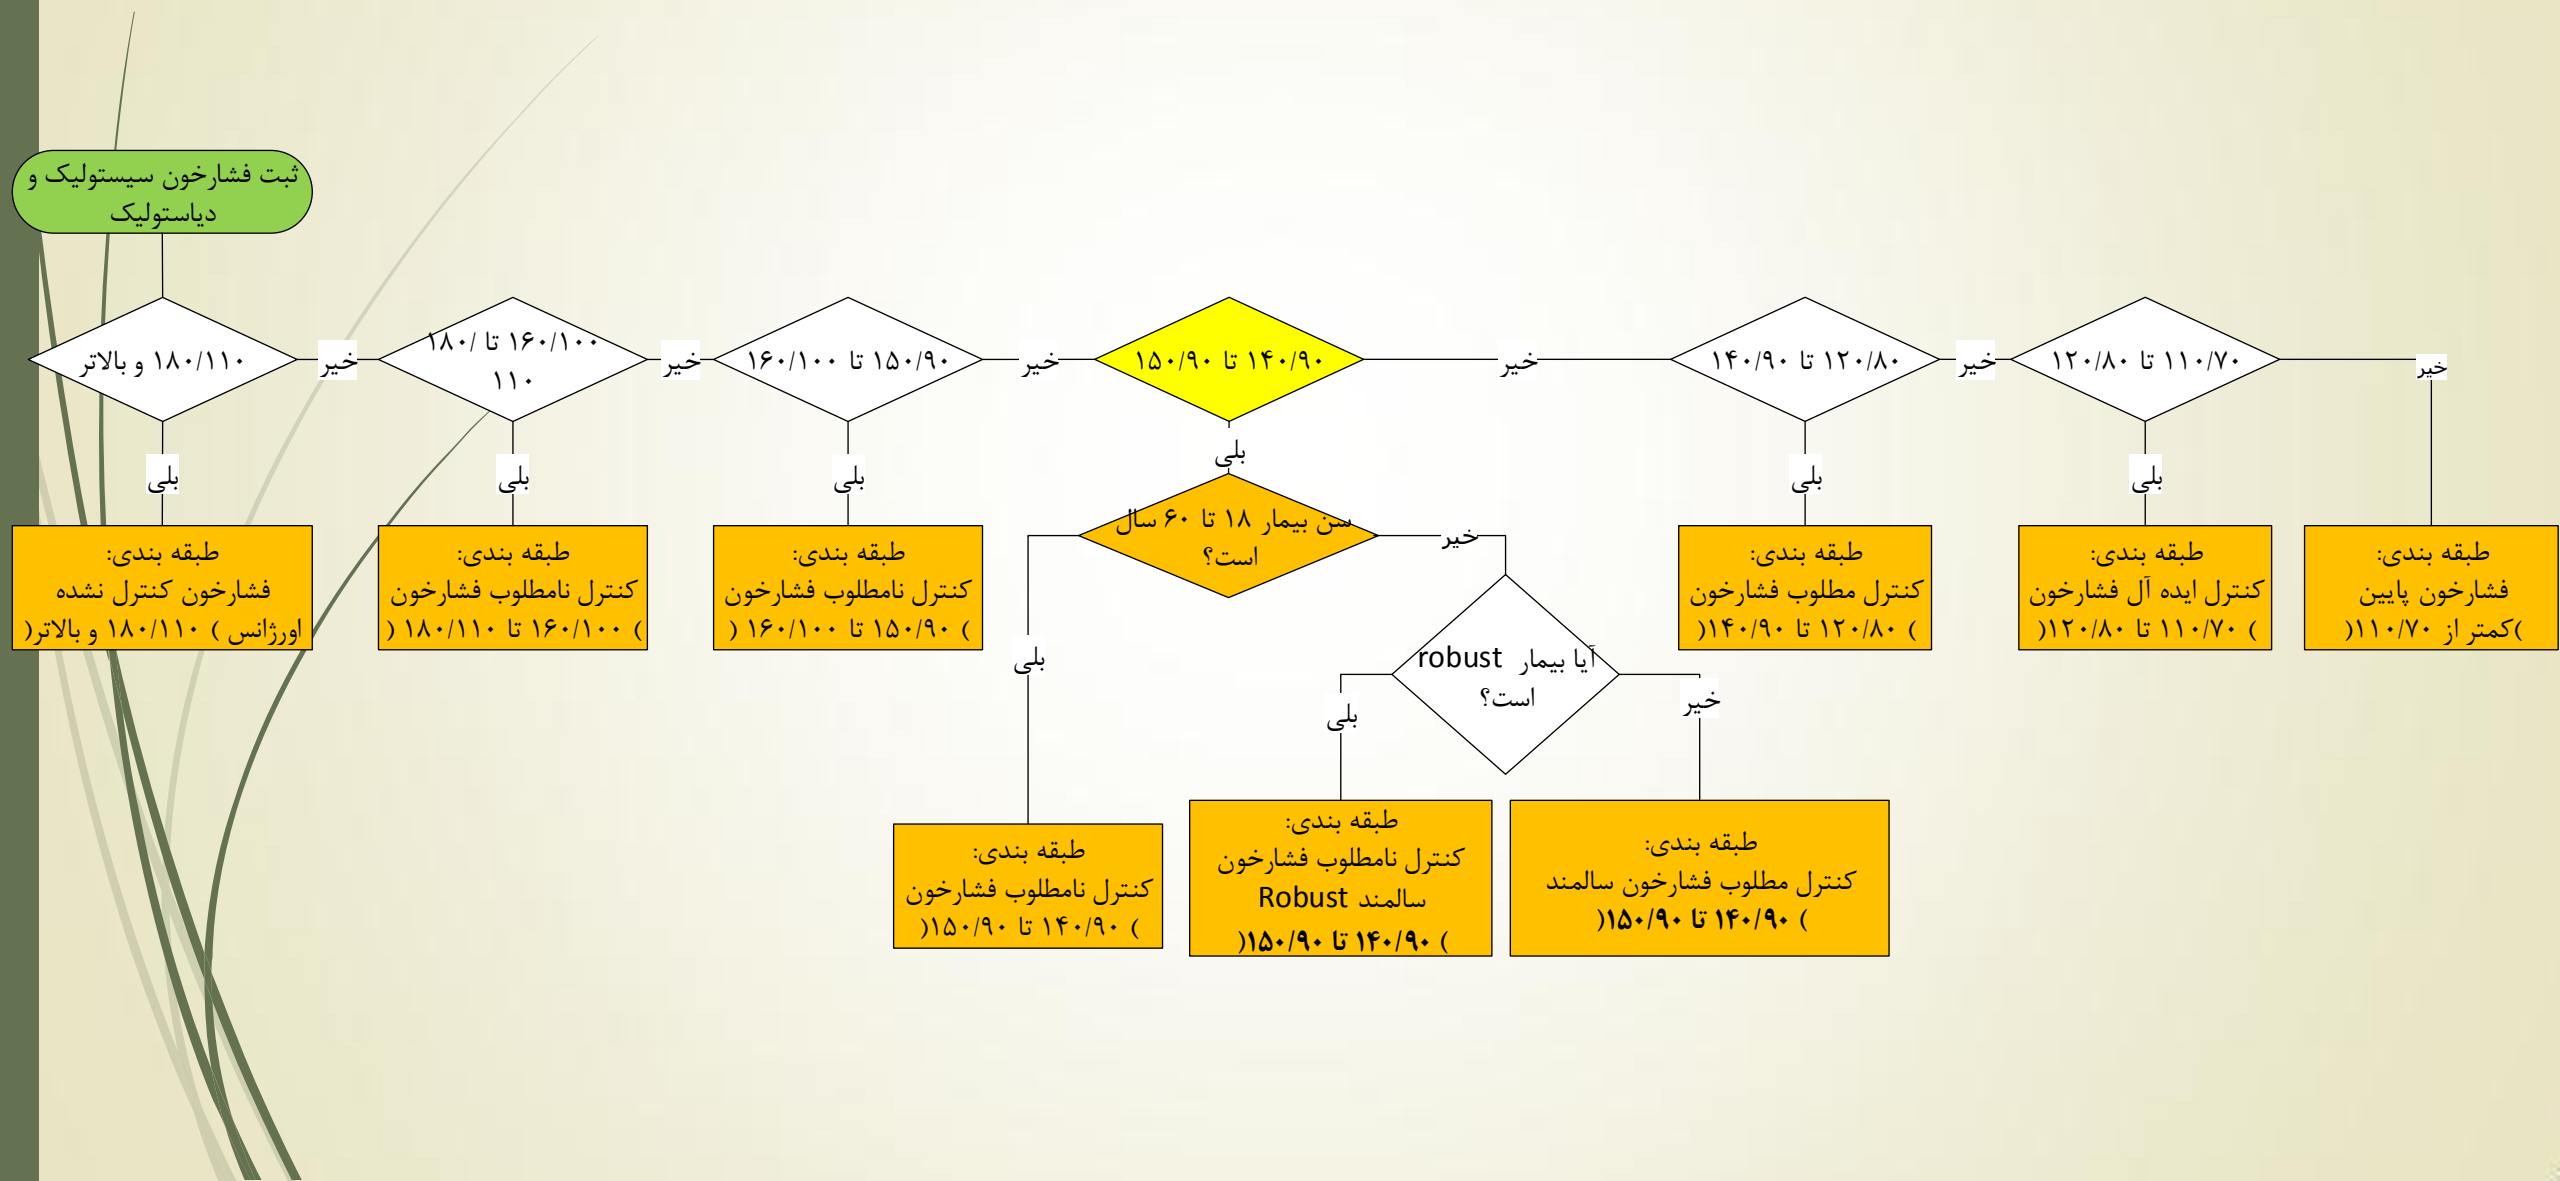 ثبت فشارخون سیستولیک و
دیاستولیک
۱۸۰/۱۱۰ و بالاتر
خیر
۱۶۰/۱۰۰ تا ۱۸۰/
۱۱۰
خیر
۱۵۰/۹۰ تا ۱۶۰/۱۰۰
خیر
۱۴۰/۹۰ تا ۱۵۰/۹۰
خیر
۱۲۰/۸۰ تا ۱۴۰/۹۰
خیر
۱۱۰/۷۰ تا ۱۲۰/۸۰
خیر
بلی
بلی
بلی
بلی
بلی
بلی
طبقه بندی:
فشارخون کنترل نشده
اورژانس ) ۱۸۰/۱۱۰ و بالاتر(
طبقه بندی:
کنترل نامطلوب فشارخون
) ۱۶۰/۱۰۰ تا ۱۸۰/۱۱۰ (
طبقه بندی:
کنترل نامطلوب فشارخون
) ۱۵۰/۹۰ تا ۱۶۰/۱۰۰ (
سن بیمار ۱۸ تا ۶۰ سال
است؟
خیر
طبقه بندی:
کنترل مطلوب فشارخون
) ۱۲۰/۸۰ تا ۱۴۰/۹۰(
طبقه بندی:
کنترل ایده آل فشارخون
) ۱۱۰/۷۰ تا ۱۲۰/۸۰(
طبقه بندی:
فشارخون پایین
)کمتر از ۱۱۰/۷۰(
بلی
آیا بیمار robust
است؟
بلی
خیر
طبقه بندی:
کنترل نامطلوب فشارخون
) ۱۴۰/۹۰ تا ۱۵۰/۹۰(
طبقه بندی:
کنترل نامطلوب فشارخون
سالمند Robust
) ۱۴۰/۹۰ تا ۱۵۰/۹۰(
طبقه بندی:
کنترل مطلوب فشارخون سالمند
) ۱۴۰/۹۰ تا ۱۵۰/۹۰(